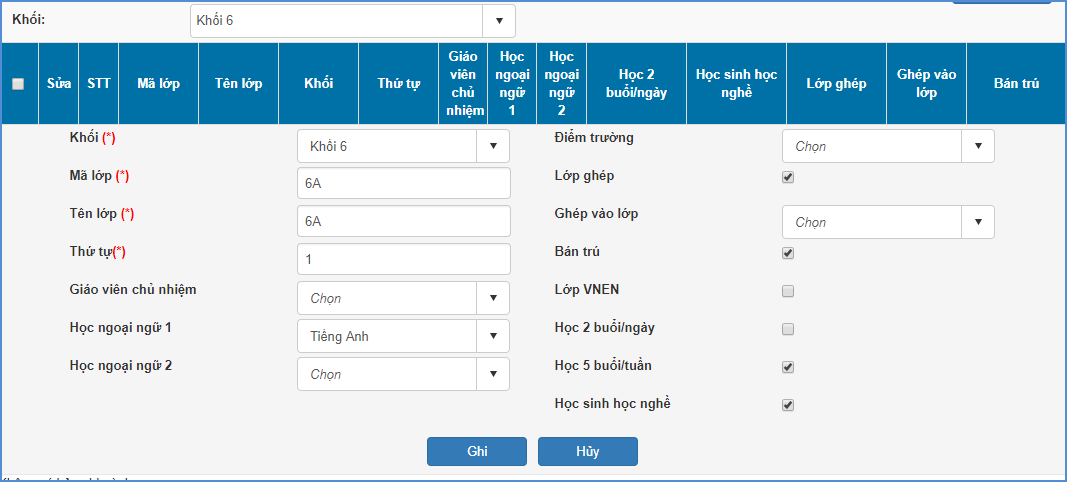 Khối: Khối 6
Sửa STT Mã lớp Tên lớp Khối Thứ tự Giáo viên chủ nhiệm Học ngoại ngữ 1 Học ngoại ngữ 2 Học 2 buổi/ngày Học sinh học nghề Lớp ghép Ghép vào lớp Bán trú
Khối (*) Khối 6 Điểm trường Chọn
Mã lớp (*) 6A Lớp ghép
Tên lớp (*) 6A Ghép vào lớp Chọn
Thứ tự(*) 1 Bán trú
Giáo viên chủ nhiệm Chọn Lớp VNEN
Học ngoại ngữ 1 Tiếng Anh Học 2 buổi/ngày
Học ngoại ngữ 2 Chọn Học 5 buổi/tuần
Học sinh học nghề
Ghi Hủy